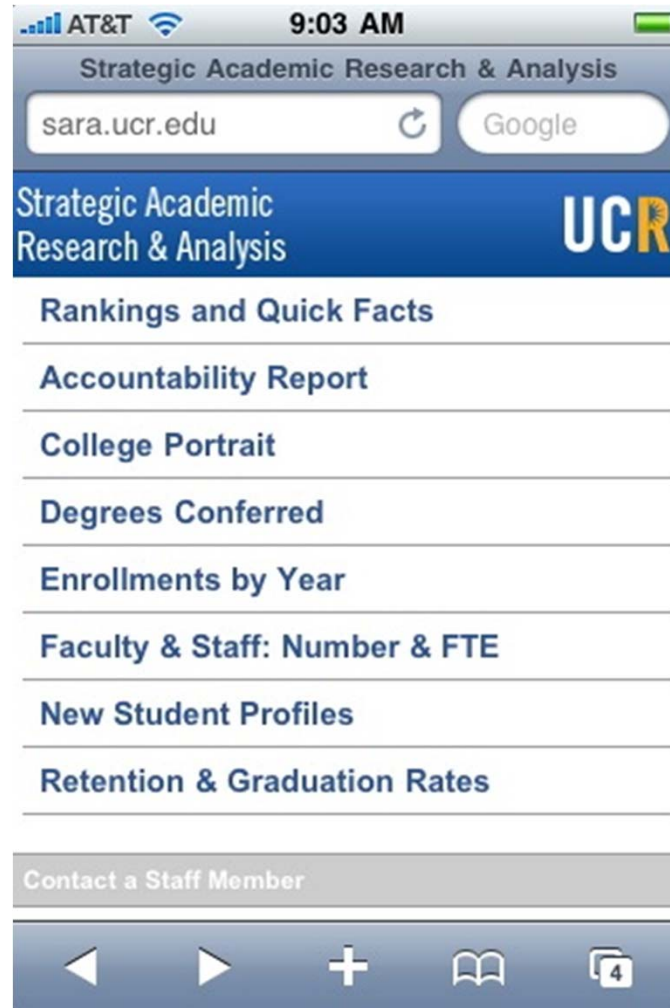 AT&T 9:03 AM
Strategic Academic Research & Analysis
sara.ucr.edu Google
Strategic Academic
Research & Analysis
UCR
Rankings and Quick Facts
Accountability Report
College Portrait
Degrees Conferred
Enrollments by Year
Faculty & Staff: Number & FTE
New Student Profiles
Retention & Graduation Rates
Contact a Staff Member
4